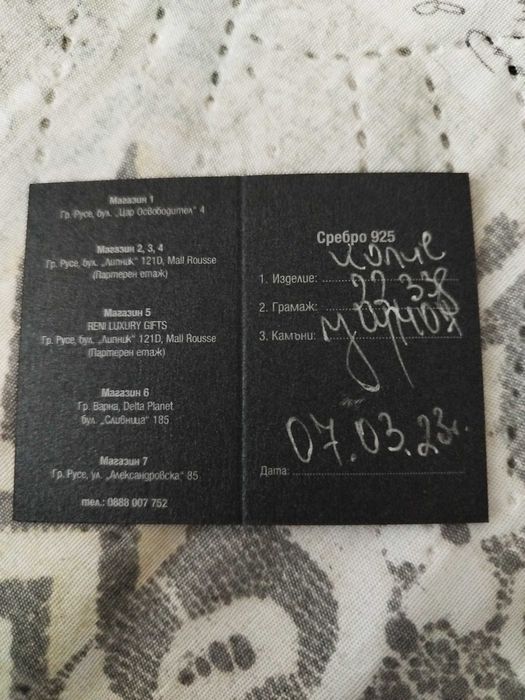 Магазин 1
Гр. Русе, бул. „Цар Освободител" 4
Магазин 2, 3, 4
Гр. Русе, бул. „Липник" 121D, Mall Rousse
(Партерен етаж)
Магазин 5
RENI LUXURY GIFTS
Гр. Русе, бул. „Липник" 121D, Mall Rousse
(Партерен етаж)
Магазин 6
Гр. Варна, Delta Planet
бул. „Сливница" 185
Магазин 7
Гр. Русе, ул. „Александровска" 85
тел.: 0888 007 752
Сребро 925
1. Изделие: колие
2. Грамаж:
3. Камъни:
07.03.23г.
Дата: